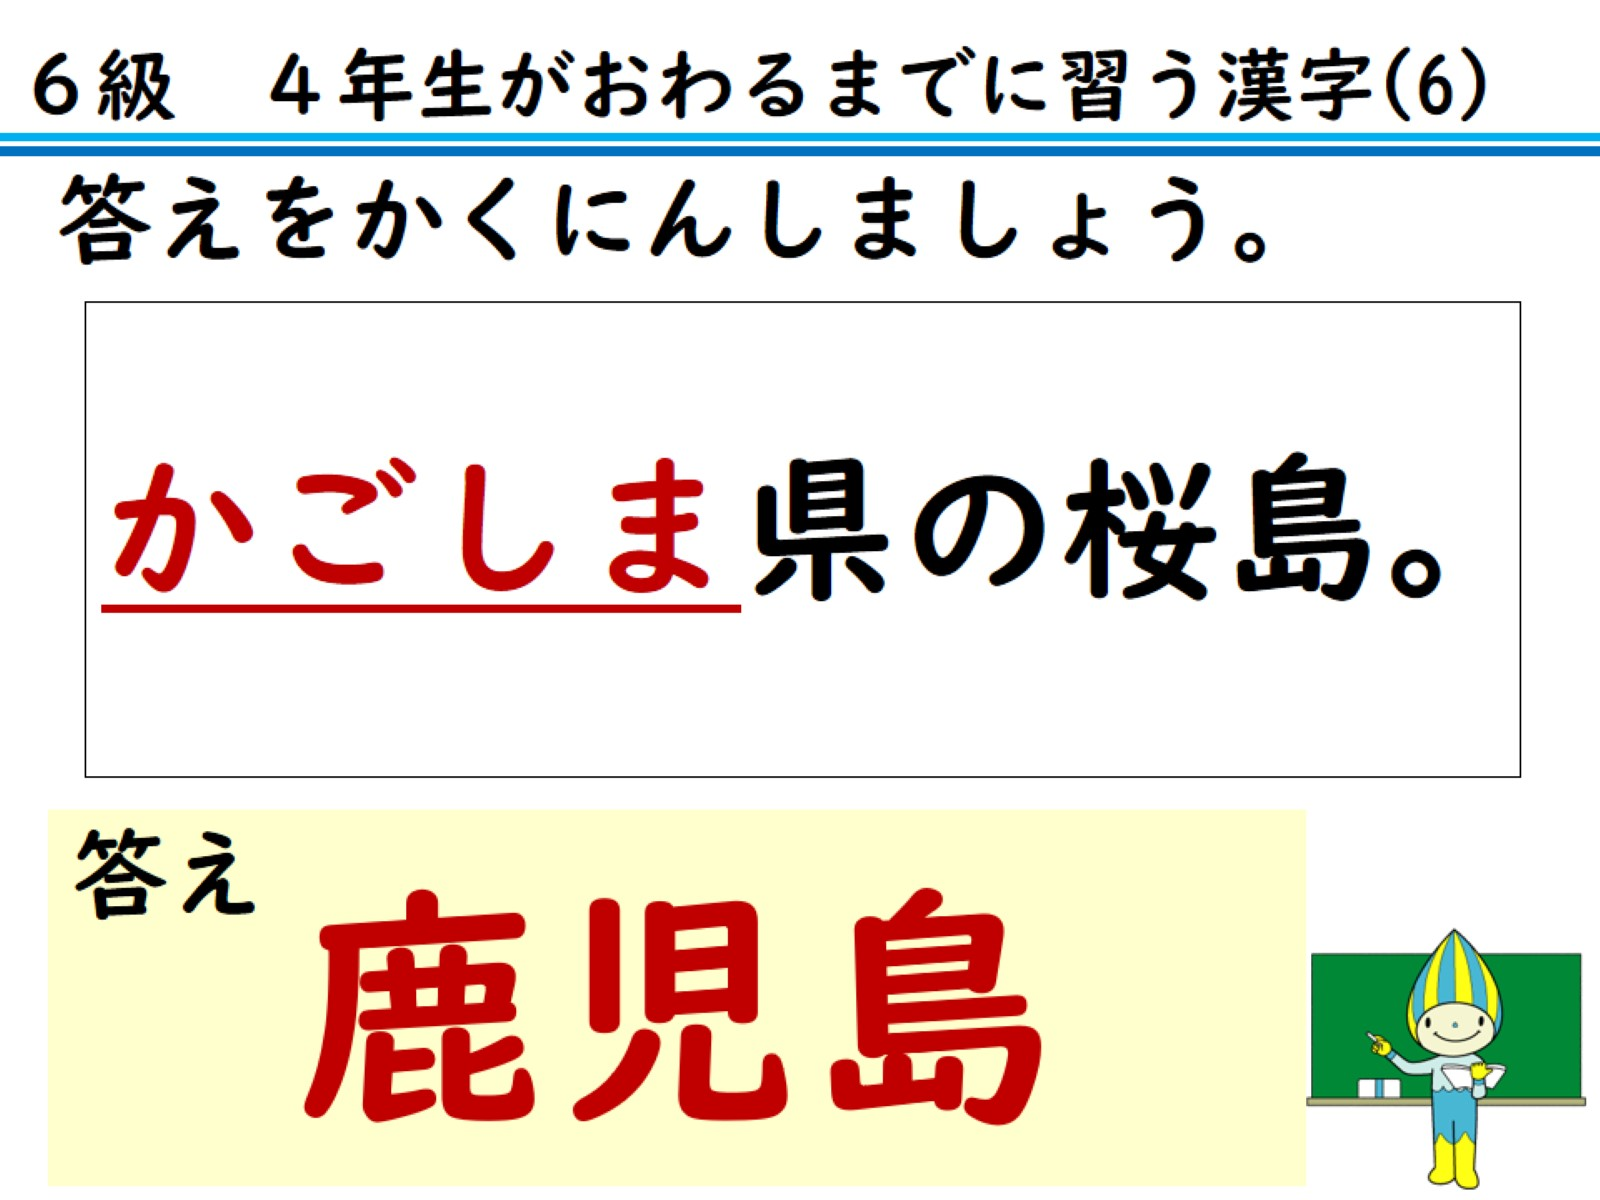 ６級　４年生がおわるまでに習う漢字(6)
答えをかくにんしましょう。
かごしま県の桜島。
答え
鹿児島